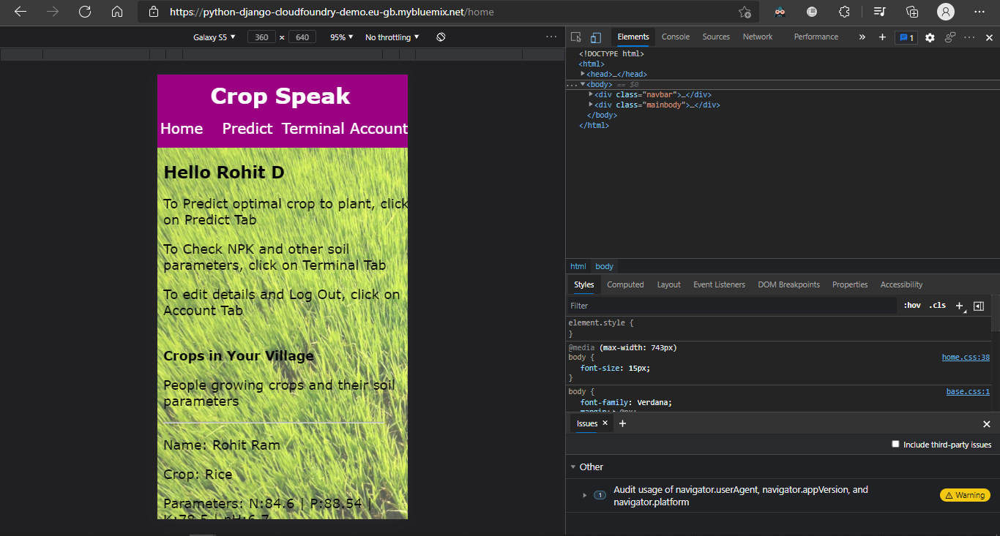 https://python-django-cloudfoundry-demo.eu-gb.mybluemix.net/home
Galaxy S5 ▼ 360 × 640 95% ▼ No throttling ▼
Crop Speak
Home Predict Terminal Account
Hello Rohit D
To Predict optimal crop to plant, click
on Predict Tab
To Check NPK and other soil
parameters, click on Terminal Tab
To edit details and Log Out, click on
Account Tab
Crops in Your Village
People growing crops and their soil
parameters
Name: Rohit Ram
Crop: Rice
Parameters: N:84.6 | P:88.54 |
K:78.5 | pH:6.7
Elements Console Sources Network Performance » + 1
<!DOCTYPE html>
<html>
<head>…</head>
... <body> == $0
<div class="navbar">…</div>
<div class="mainbody">…</div>
</body>
</html>
html body
Styles Computed Layout Event Listeners DOM Breakpoints Properties Accessibility
Filter :hov .cls +
element.style {
}
@media (max-width: 743px)
body { home.css:38
font-size: 15px;
}
body { base.css:1
font-family: Verdana;
margin: 0px;
Issues × +
Include third-party issues
Other
1 Audit usage of navigator.userAgent, navigator.appVersion, and
navigator.platform
Warning